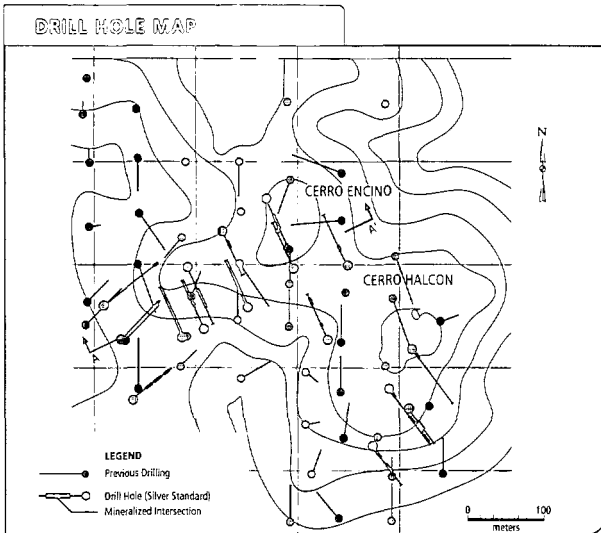 DRILL HOLE MAP
N
CERRO ENCINO
A'
CERRO HALCON
A
LEGEND
Previous Drilling
Drill Hole (Silver Standard)
Mineralized Intersection
0 100
meters